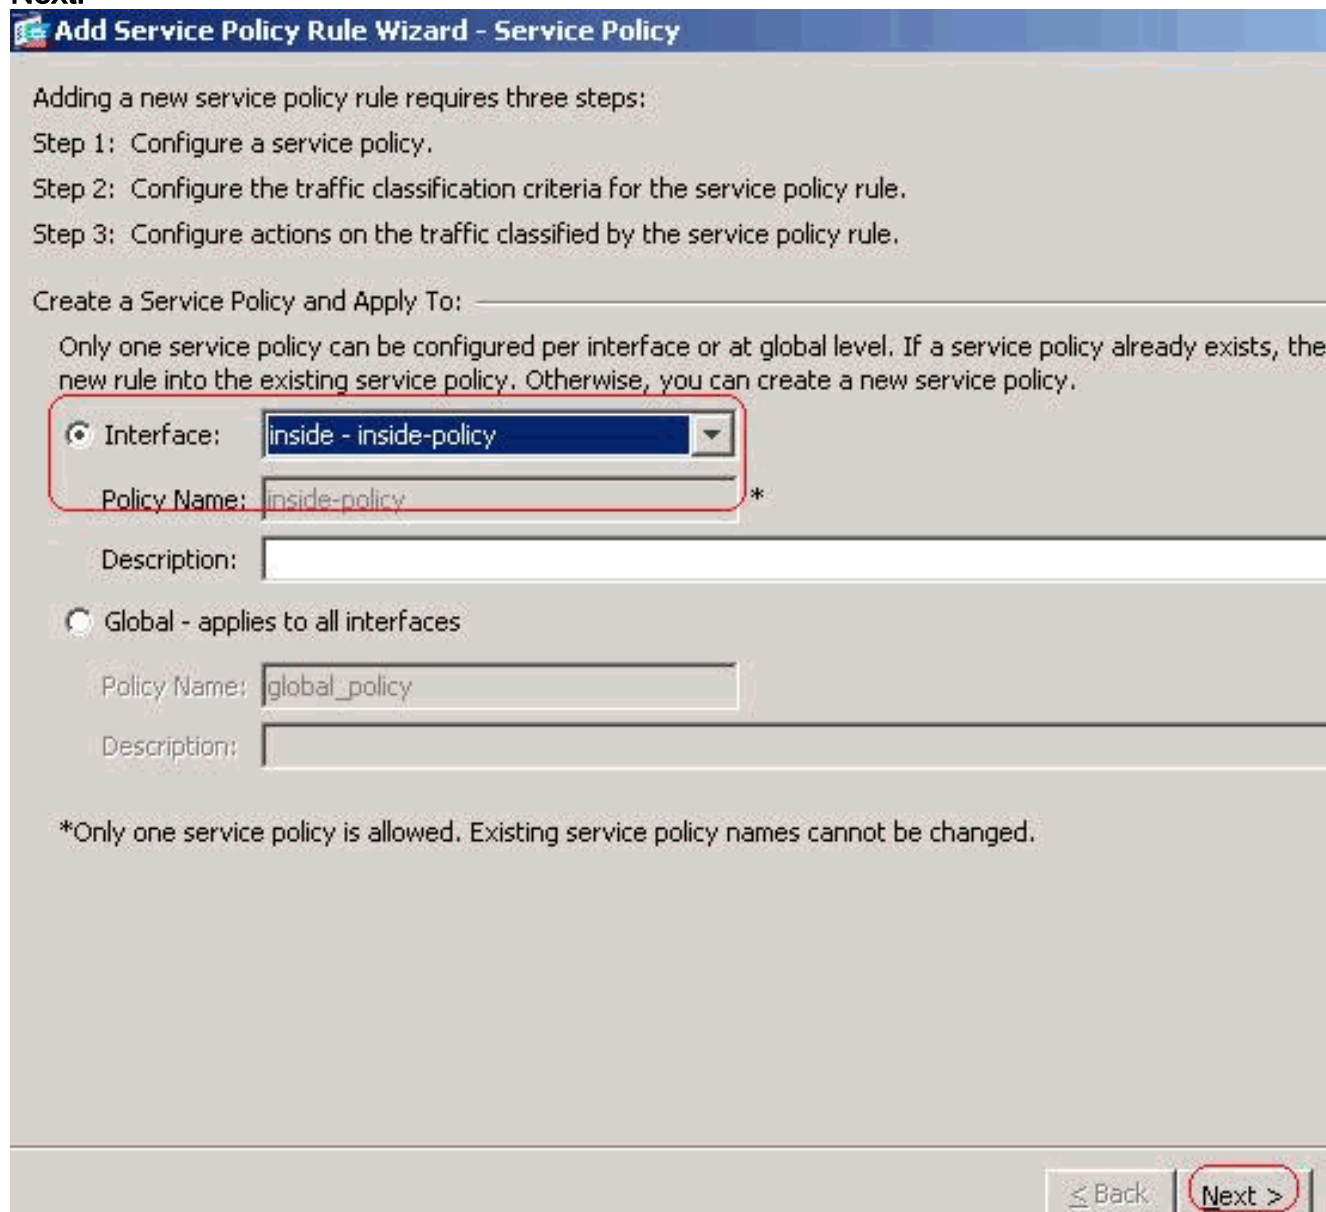 Next.
Add Service Policy Rule Wizard - Service Policy
Adding a new service policy rule requires three steps:
Step 1: Configure a service policy.
Step 2: Configure the traffic classification criteria for the service policy rule.
Step 3: Configure actions on the traffic classified by the service policy rule.
Create a Service Policy and Apply To:
Only one service policy can be configured per interface or at global level. If a service policy already exists, the
new rule into the existing service policy. Otherwise, you can create a new service policy.
Interface: inside - inside-policy
Policy Name: inside-policy *
Description:
Global - applies to all interfaces
Policy Name: global_policy
Description:
*Only one service policy is allowed. Existing service policy names cannot be changed.
< Back Next >